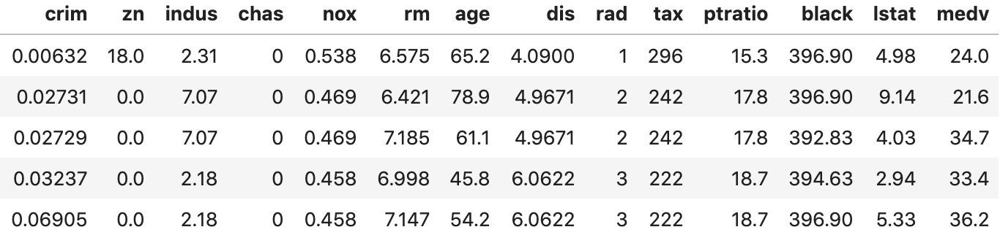 crim zn indus chas nox rm age dis rad tax ptratio black lstat medv
0.00632 18.0 2.31 0 0.538 6.575 65.2 4.0900 1 296 15.3 396.90 4.98 24.0
0.02731 0.0 7.07 0 0.469 6.421 78.9 4.9671 2 242 17.8 396.90 9.14 21.6
0.02729 0.0 7.07 0 0.469 7.185 61.1 4.9671 2 242 17.8 392.83 4.03 34.7
0.03237 0.0 2.18 0 0.458 6.998 45.8 6.0622 3 222 18.7 394.63 2.94 33.4
0.06905 0.0 2.18 0 0.458 7.147 54.2 6.0622 3 222 18.7 396.90 5.33 36.2